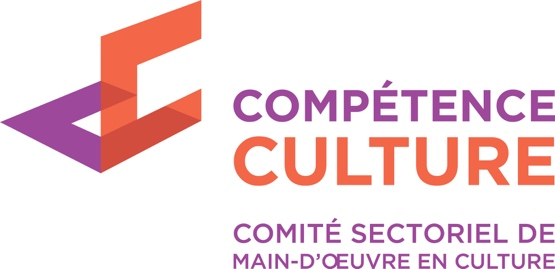 COMPÉTENCE
CULTURE
COMITÉ SECTORIEL DE
MAIN-D’ŒUVRE EN CULTURE